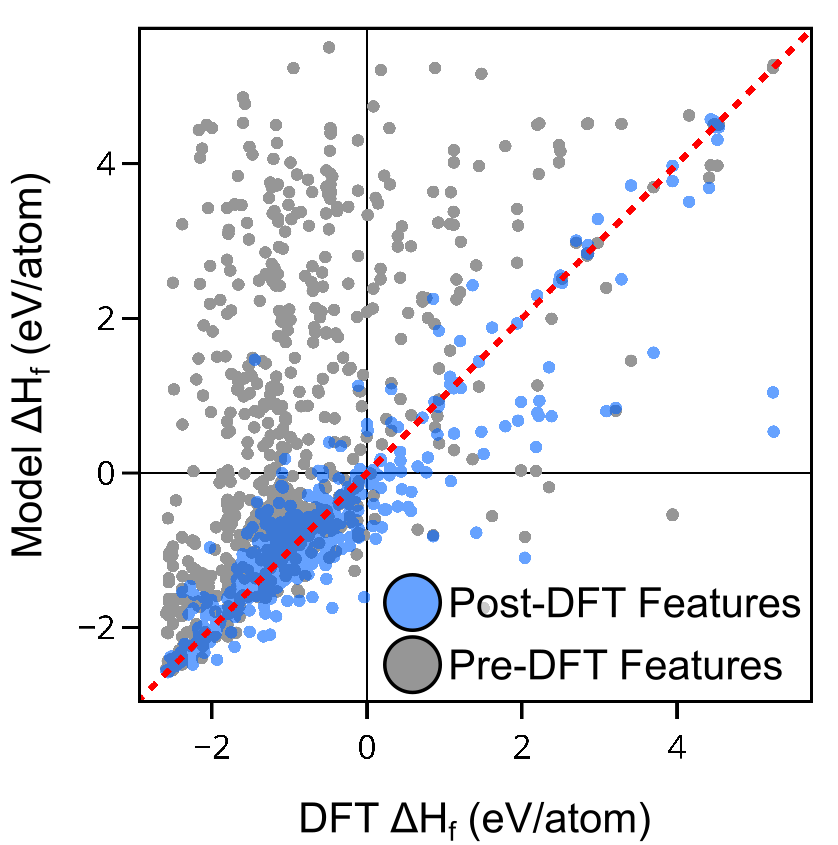 Model ΔHf (eV/atom)
4
2
0
−2
Post-DFT Features
Pre-DFT Features
−2
0
2
4
DFT ΔHf (eV/atom)